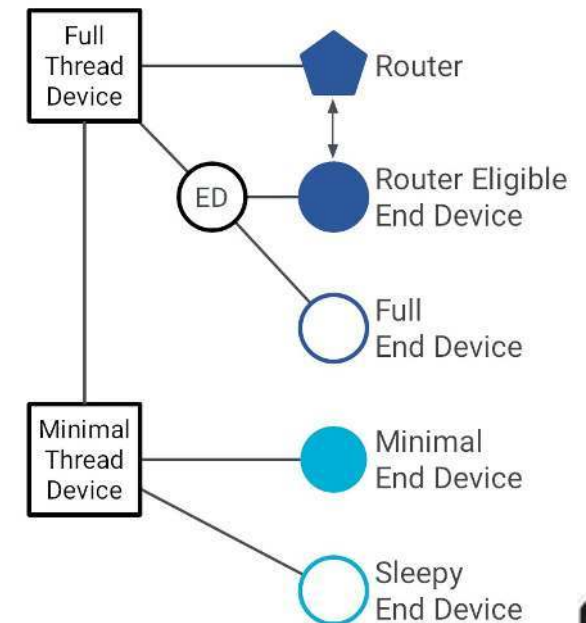 Full
Thread
Device
Router
ED
Router Eligible
End Device
Full
End Device
Minimal
Thread
Device
Minimal
End Device
Sleepy
End Device